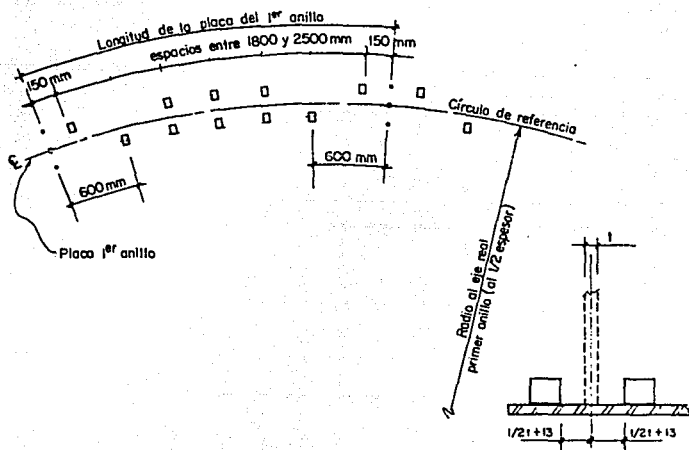 Longitud de la placa del 1er anillo
espacios entre 1800 y 2500 mm
150 mm
150 mm
Círculo de referencia
℄
600 mm
600 mm
Placa 1er anillo
Radio al eje real
primer anillo (al 1/2 espesor)
t
1/2t+13
1/2t+13